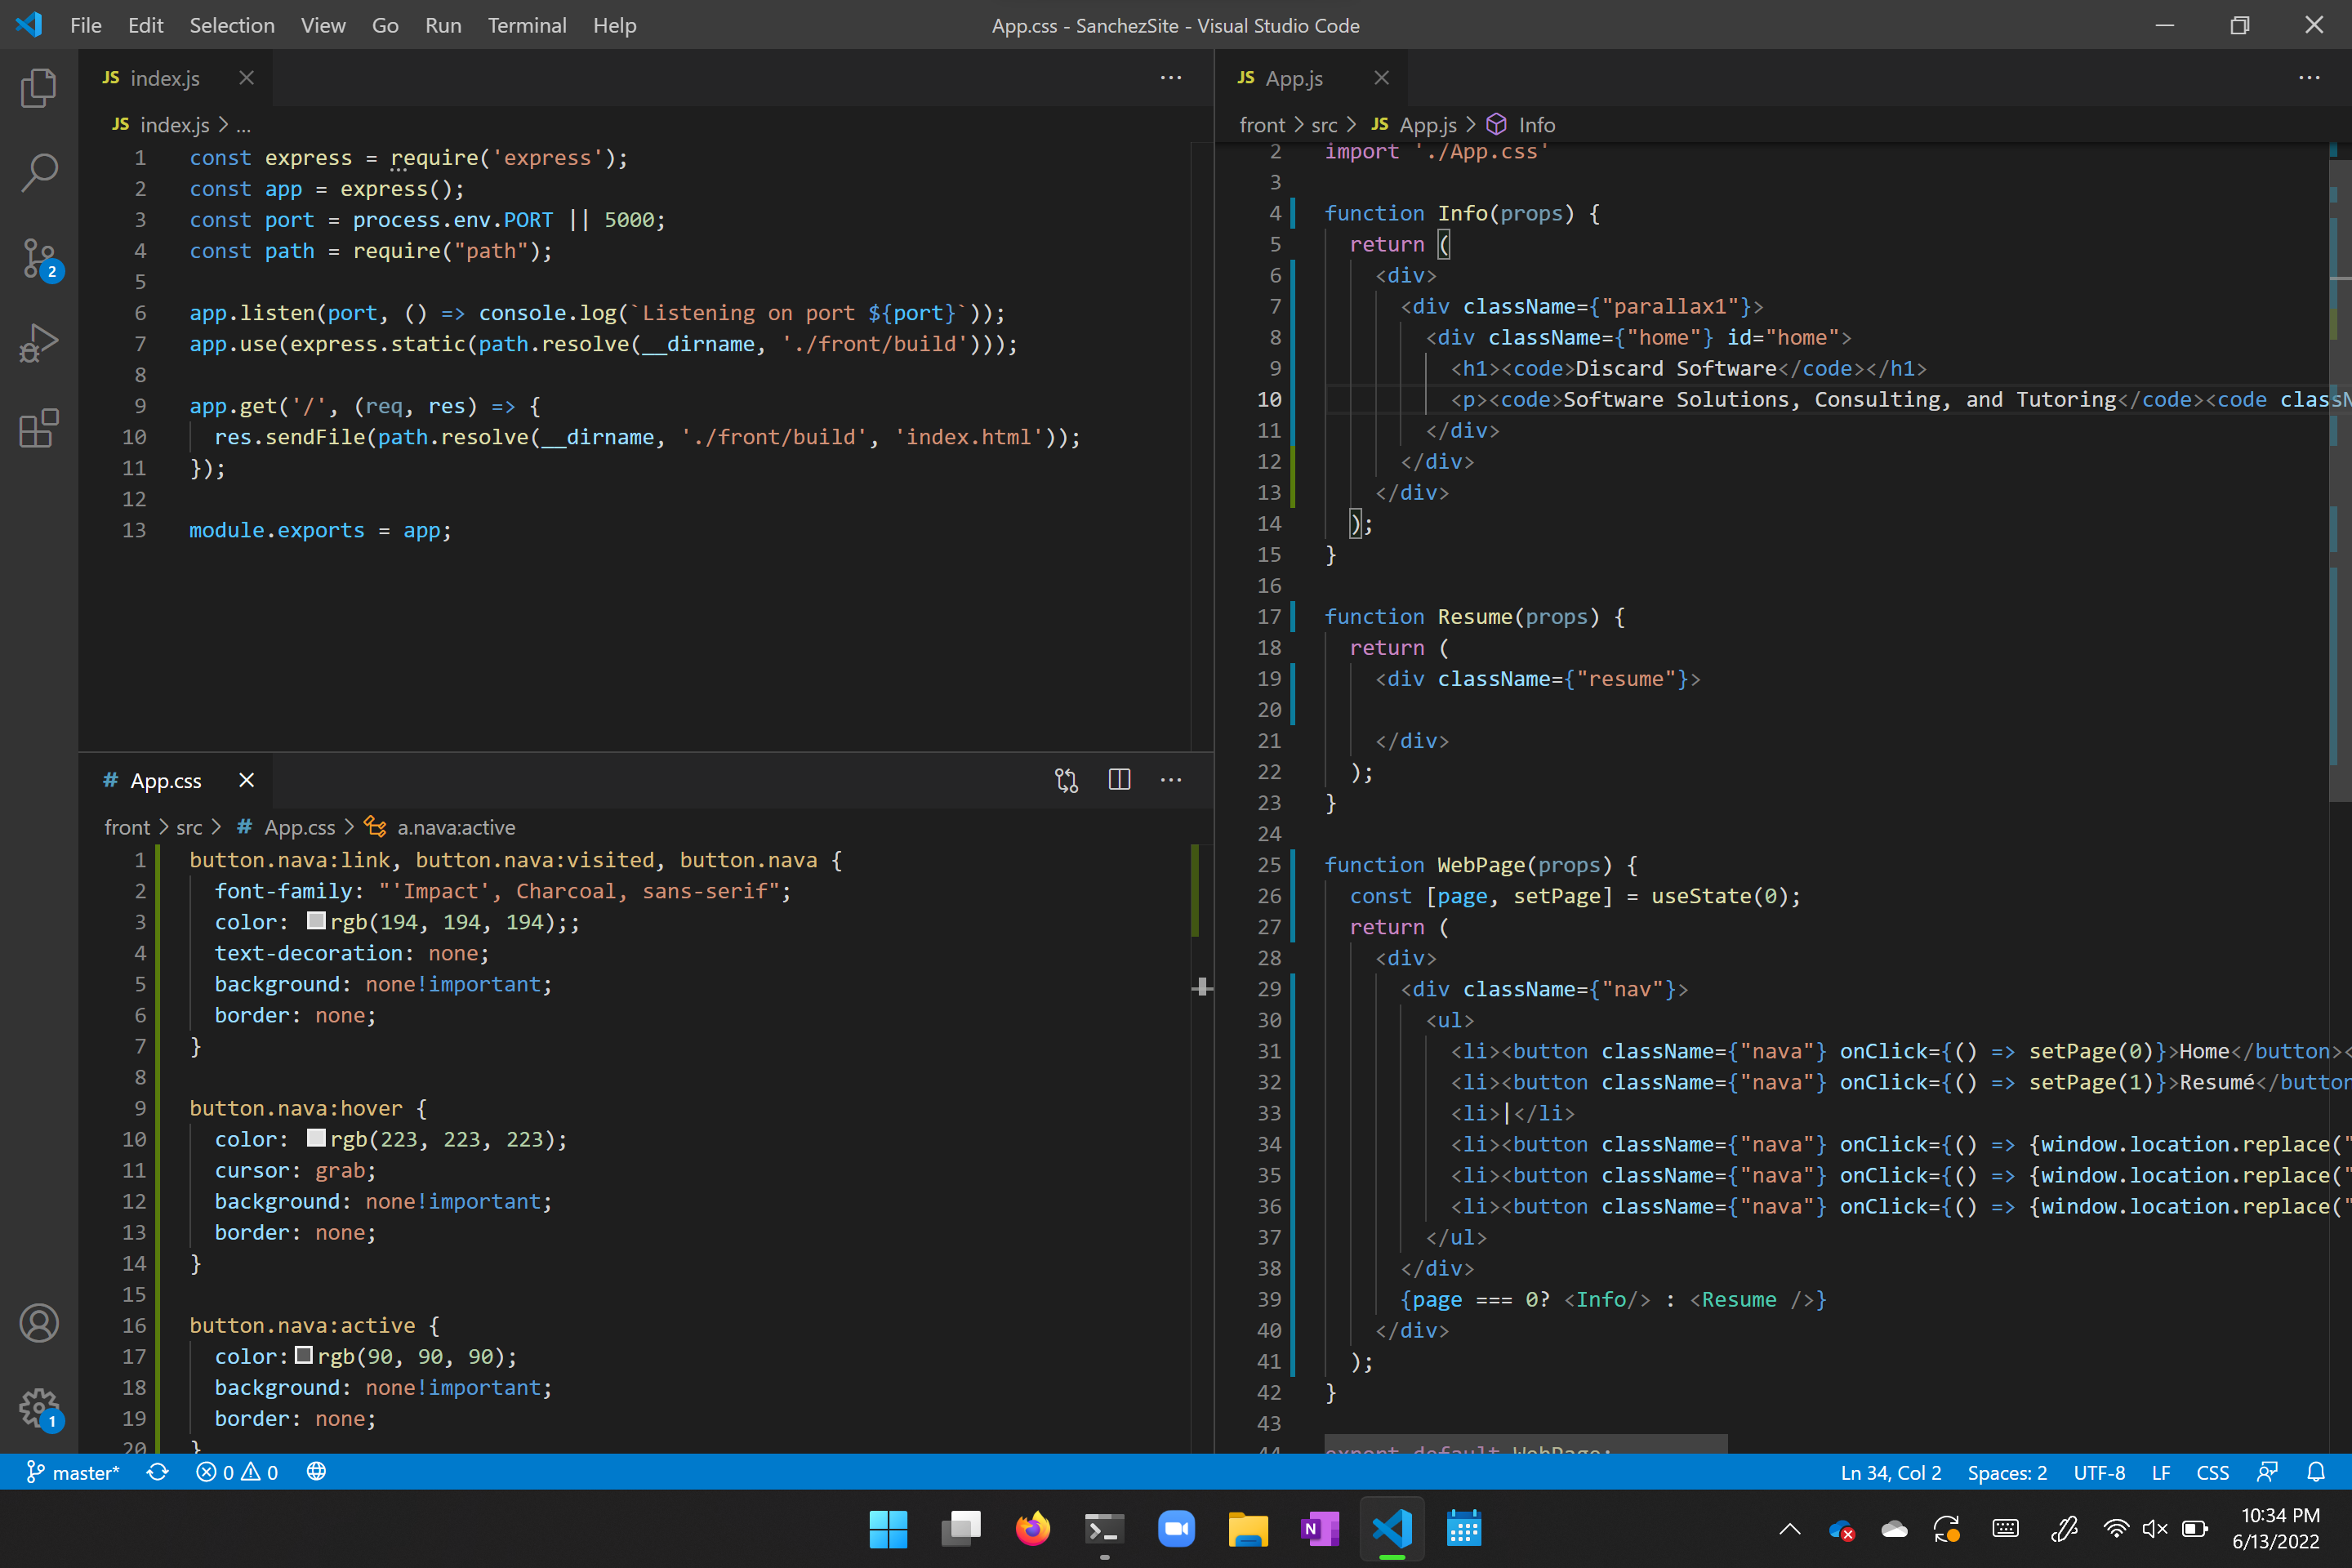 File Edit Selection View Go Run Terminal Help App.css - SanchezSite - Visual Studio Code
JS index.js
JS index.js > ...
1 const express = require('express');
2 const app = express();
3 const port = process.env.PORT || 5000;
4 const path = require("path");
5
6 app.listen(port, () => console.log(`Listening on port ${port}`));
7 app.use(express.static(path.resolve(__dirname, './front/build')));
8
9 app.get('/', (req, res) => {
10 res.sendFile(path.resolve(__dirname, './front/build', 'index.html'));
11 });
12
13 module.exports = app;
# App.css
front > src > # App.css > a.nava:active
1 button.nava:link, button.nava:visited, button.nava {
2 font-family: "'Impact', Charcoal, sans-serif";
3 color: rgb(194, 194, 194);;
4 text-decoration: none;
5 background: none!important;
6 border: none;
7 }
8
9 button.nava:hover {
10 color: rgb(223, 223, 223);
11 cursor: grab;
12 background: none!important;
13 border: none;
14 }
15
16 button.nava:active {
17 color: rgb(90, 90, 90);
18 background: none!important;
19 border: none;
20 }
JS App.js
front > src > JS App.js > Info
2 import './App.css'
3
4 function Info(props) {
5 return (
6 <div>
7 <div className={"parallax1"}>
8 <div className={"home"} id="home">
9 <h1><code>Discard Software</code></h1>
10 <p><code>Software Solutions, Consulting, and Tutoring</code><code classN
11 </div>
12 </div>
13 </div>
14 );
15 }
16
17 function Resume(props) {
18 return (
19 <div className={"resume"}>
20
21 </div>
22 );
23 }
24
25 function WebPage(props) {
26 const [page, setPage] = useState(0);
27 return (
28 <div>
29 <div className={"nav"}>
30 <ul>
31 <li><button className={"nava"} onClick={() => setPage(0)}>Home</button><
32 <li><button className={"nava"} onClick={() => setPage(1)}>Resumé</button
33 <li>|</li>
34 <li><button className={"nava"} onClick={() => {window.location.replace("
35 <li><button className={"nava"} onClick={() => {window.location.replace("
36 <li><button className={"nava"} onClick={() => {window.location.replace("
37 </ul>
38 </div>
39 {page === 0? <Info/> : <Resume />}
40 </div>
41 );
42 }
43
44 export default WebPage;
2
1
master* 0 0 Ln 34, Col 2 Spaces: 2 UTF-8 LF CSS
N
10:34 PM
6/13/2022